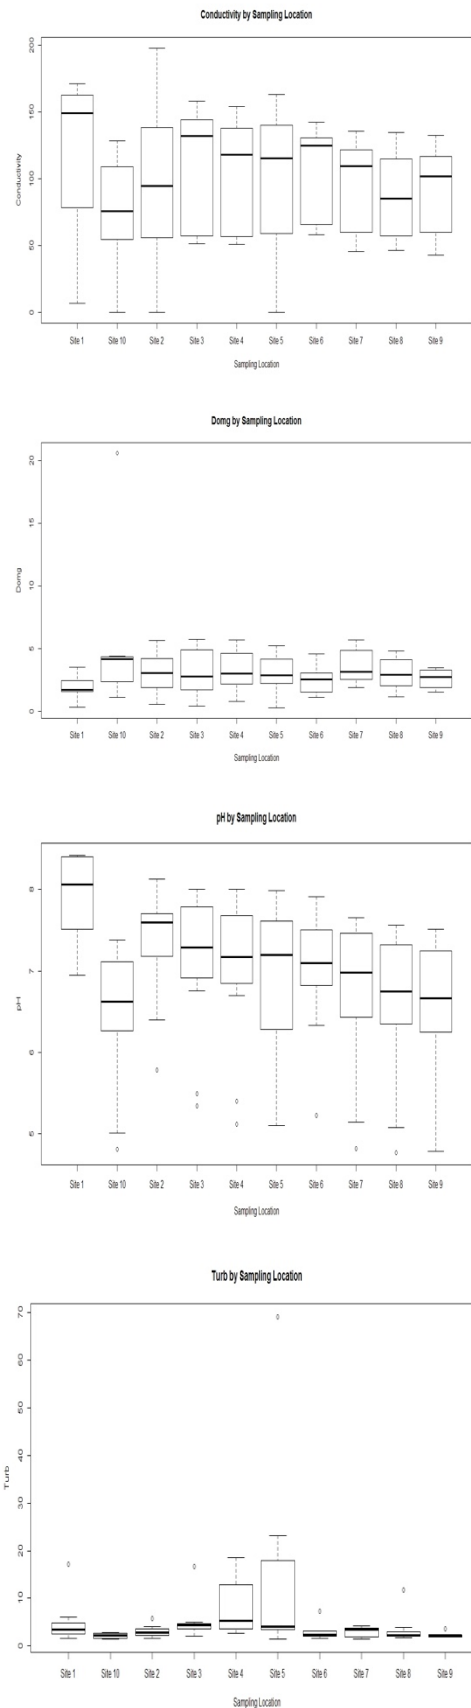 Conductivity by Sampling Location
200
150
100
50
0
Conductivity
Site 1 Site 10 Site 2 Site 3 Site 4 Site 5 Site 6 Site 7 Site 8 Site 9
Sampling Location
Domg by Sampling Location
20
15
10
5
0
Domg
Site 1 Site 10 Site 2 Site 3 Site 4 Site 5 Site 6 Site 7 Site 8 Site 9
Sampling Location
pH by Sampling Location
8
7
6
5
pH
Site 1 Site 10 Site 2 Site 3 Site 4 Site 5 Site 6 Site 7 Site 8 Site 9
Sampling Location
Turb by Sampling Location
70
60
50
40
30
20
10
0
Turb
Site 1 Site 10 Site 2 Site 3 Site 4 Site 5 Site 6 Site 7 Site 8 Site 9
Sampling Location